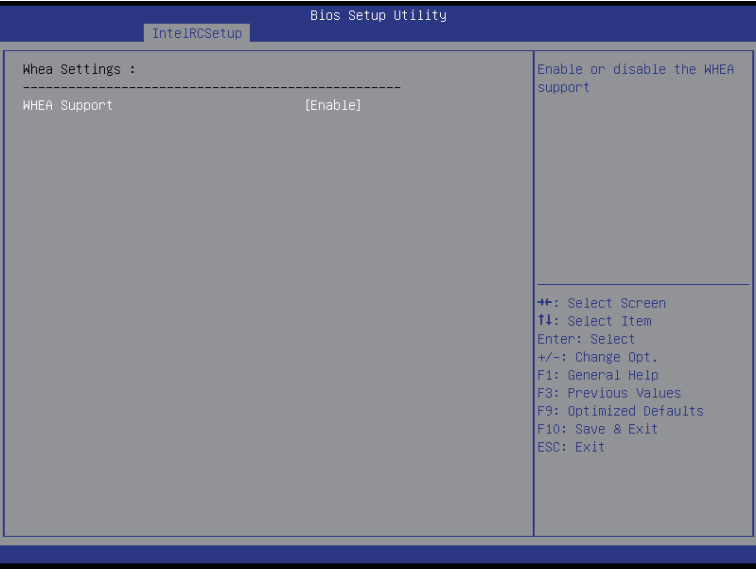 Bios Setup Utility
IntelRCSetup
Whea Settings :
--------------------------------------------------
WHEA Support [Enable]
Enable or disable the WHEA
support
→←: Select Screen
↑↓: Select Item
Enter: Select
+/-: Change Opt.
F1: General Help
F3: Previous Values
F9: Optimized Defaults
F10: Save & Exit
ESC: Exit